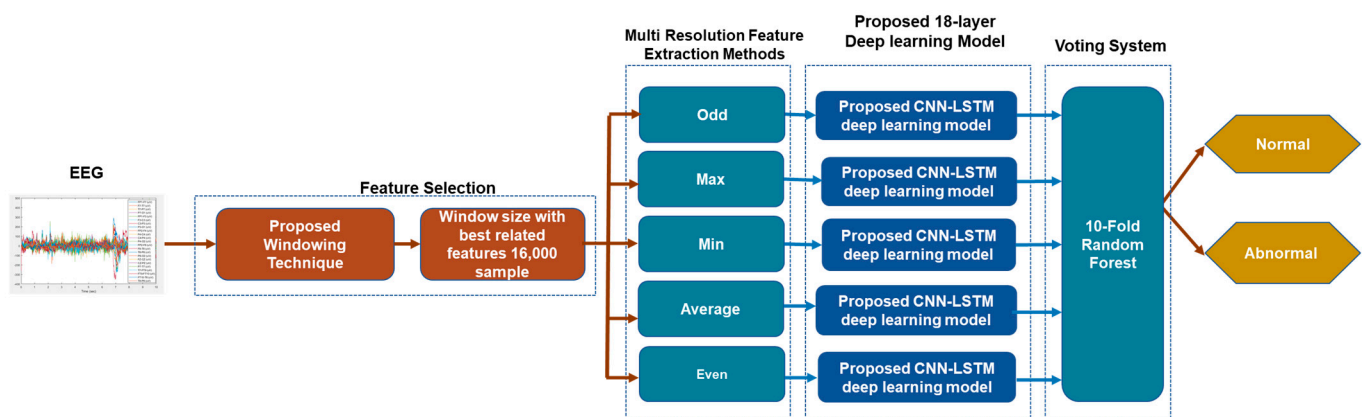 EEG
Time (sec)
Feature Selection
Proposed
Windowing
Technique
Window size with
best related
features 16,000
sample
Multi Resolution Feature
Extraction Methods
Odd
Max
Min
Average
Even
Proposed 18-layer
Deep learning Model
Proposed CNN-LSTM
deep learning model
Proposed CNN-LSTM
deep learning model
Proposed CNN-LSTM
deep learning model
Proposed CNN-LSTM
deep learning model
Proposed CNN-LSTM
deep learning model
Voting System
10-Fold
Random
Forest
Normal
Abnormal